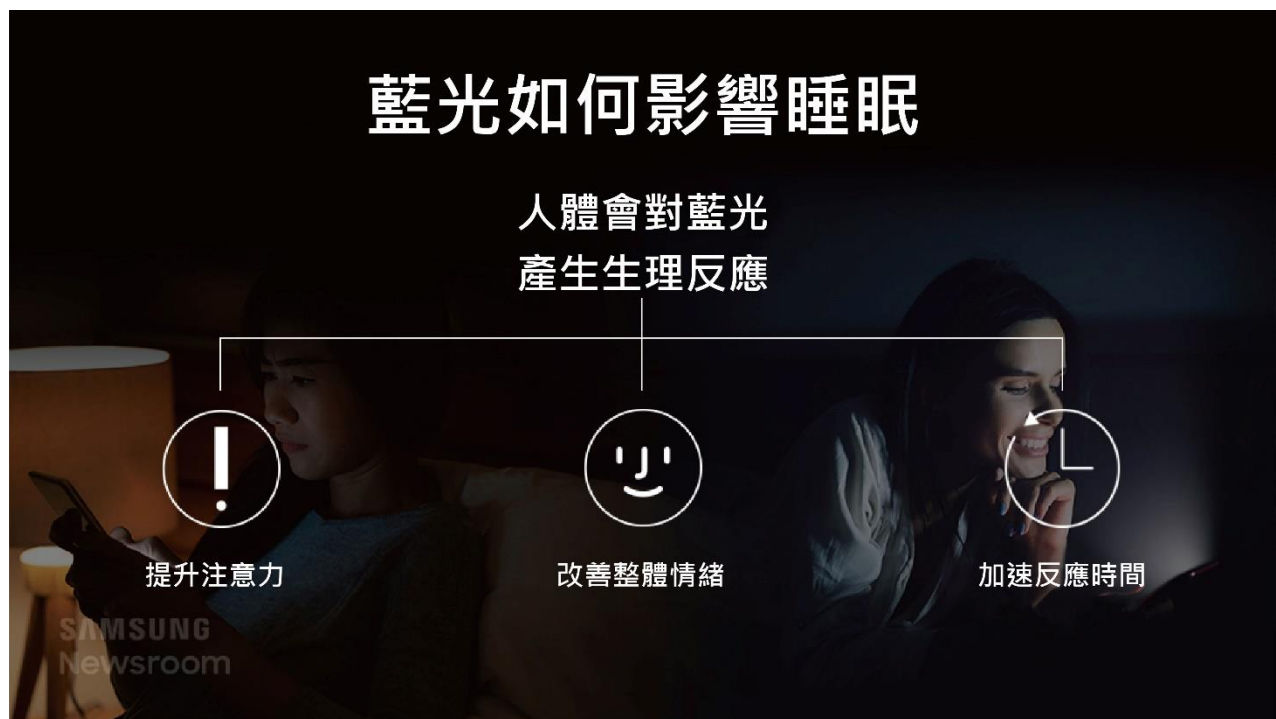 藍光如何影響睡眠
人體會對藍光
產生生理反應
提升注意力
改善整體情緒
加速反應時間
SAMSUNG
Newsroom